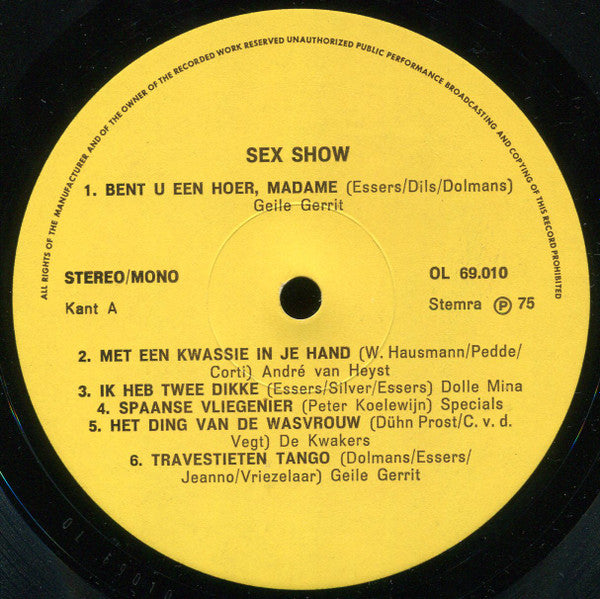 ALL RIGHTS OF THE MANUFACTURER AND OF THE OWNER OF THE RECORDED WORK RESERVED UNAUTHORIZED PUBLIC PERFORMANCE BROADCASTING AND COPYING OF THIS RECORD PROHIBITED
SEX SHOW
1. BENT U EEN HOER, MADAME (Essers/Dils/Dolmans)
Geile Gerrit
STEREO/MONO
OL 69.010
Kant A
Stemra Ⓟ 75
2. MET EEN KWASSIE IN JE HAND (W. Hausmann/Pedde/
Corti) André van Heyst
3. IK HEB TWEE DIKKE (Essers/Silver/Essers) Dolle Mina
4. SPAANSE VLIEGENIER (Peter Koelewijn) Specials
5. HET DING VAN DE WASVROUW (Dühn Prost/C. v. d.
Vegt) De Kwakers
6. TRAVESTIETEN TANGO (Dolmans/Essers/
Jeanno/Vriezelaar) Geile Gerrit